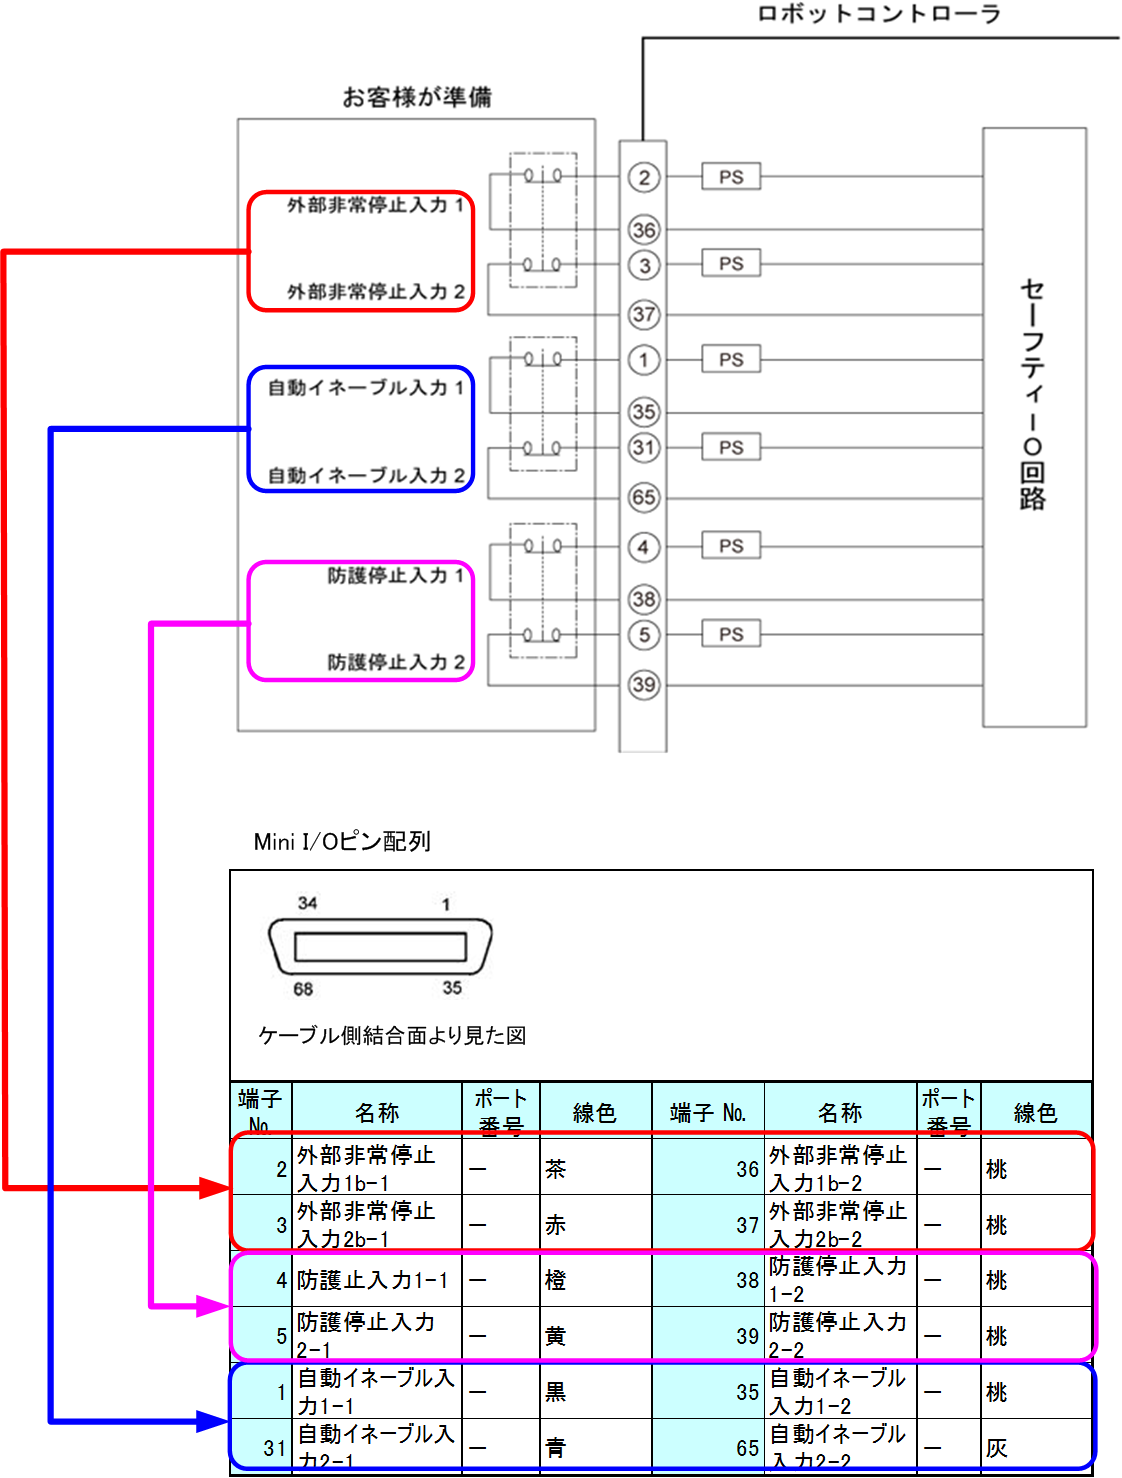 ロボットコントローラ
お客様が準備
外部非常停止入力 1
外部非常停止入力 2
自動イネーブル入力 1
自動イネーブル入力 2
防護停止入力 1
防護停止入力 2
2 PS
36
3 PS
37
1 PS
35
31 PS
65
4 PS
38
5 PS
39
セーフティIO回路
Mini I/Oピン配列
34 1
68 35
ケーブル側結合面より見た図
端子 № 名称 ポート番号 線色 端子 № 名称 ポート番号 線色
2 外部非常停止入力1b-1 ー 茶 36 外部非常停止入力1b-2 ー 桃
3 外部非常停止入力2b-1 ー 赤 37 外部非常停止入力2b-2 ー 桃
4 防護止入力1-1 ー 橙 38 防護停止入力1-2 ー 桃
5 防護停止入力2-1 ー 黄 39 防護停止入力2-2 ー 桃
1 自動イネーブル入力1-1 ー 黒 35 自動イネーブル入力1-2 ー 桃
31 自動イネーブル入力2-1 ー 青 65 自動イネーブル入力2-2 ー 灰